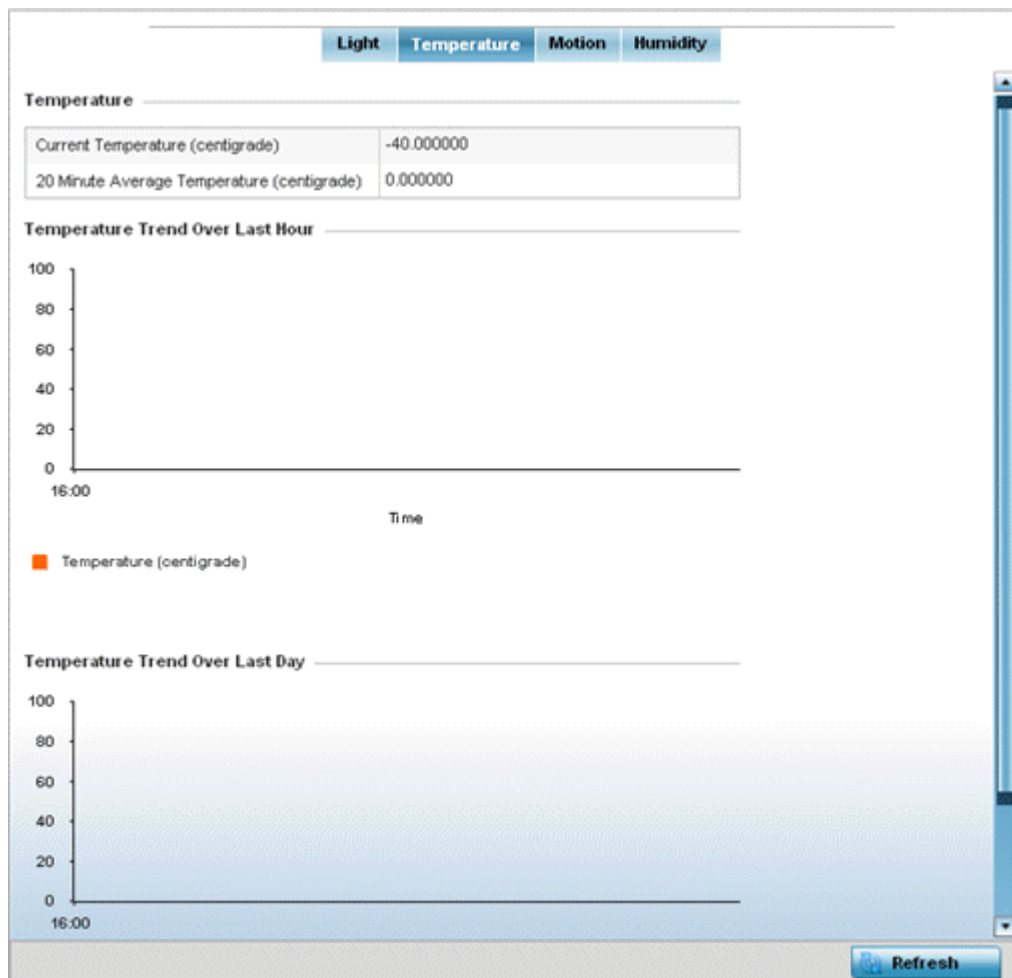 Light Temperature Motion Humidity
Temperature
Current Temperature (centigrade) -40.000000
20 Minute Average Temperature (centigrade) 0.000000
Temperature Trend Over Last Hour
100
80
60
40
20
0
16:00
Time
Temperature (centigrade)
Temperature Trend Over Last Day
100
80
60
40
20
0
16:00
Refresh